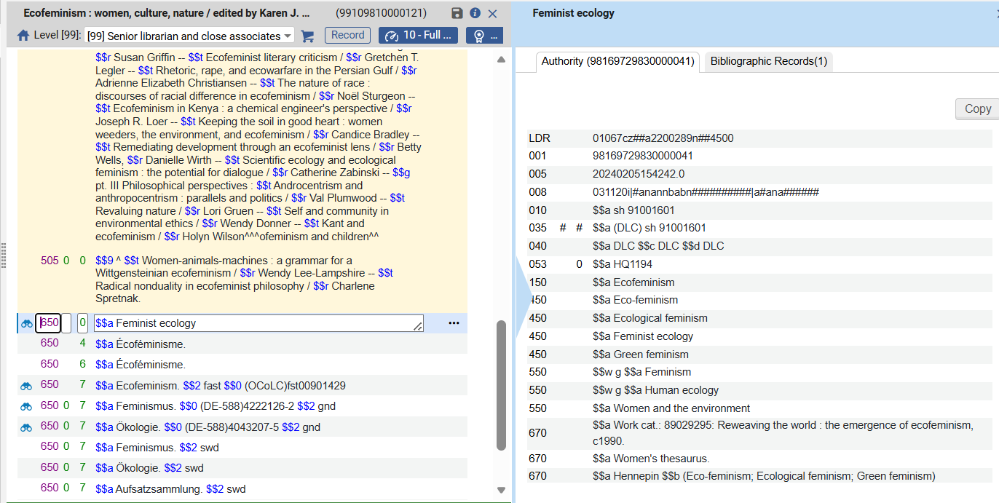 Ecofeminism : women, culture, nature / edited by Karen J. ... (99109810000121)
Level [99]: [99] Senior librarian and close associates Record 10 - Full ... ...
$$r Susan Griffin -- $$t Ecofeminist literary criticism / $$r Gretchen T.
Legler -- $$t Rhetoric, rape, and ecowarfare in the Persian Gulf / $$r
Adrienne Elizabeth Christiansen -- $$t The nature of race :
discourses of racial difference in ecofeminism / $$r Noël Sturgeon --
$$t Ecofeminism in Kenya : a chemical engineer's perspective / $$r
Joseph R. Loer -- $$t Keeping the soil in good heart : women
weeders, the environment, and ecofeminism / $$r Candice Bradley --
$$t Remediating development through an ecofeminist lens / $$r Betty
Wells, $$r Danielle Wirth -- $$t Scientific ecology and ecological
feminism : the potential for dialogue / $$r Catherine Zabinski -- $$g
pt. III Philosophical perspectives : $$t Androcentrism and
anthropocentrism : parallels and politics / $$r Val Plumwood -- $$t
Revaluing nature / $$r Lori Gruen -- $$t Self and community in
environmental ethics / $$r Wendy Donner -- $$t Kant and
ecofeminism / $$r Holyn Wilson^^^ofeminism and children^^
505 0 0 $$9 ^ $$t Women-animals-machines : a grammar for a
Wittgensteinian ecofeminism / $$r Wendy Lee-Lampshire -- $$t
Radical nonduality in ecofeminist philosophy / $$r Charlene
Spretnak.
650 0 $$a Feminist ecology ...
650 4 $$a Écoféminisme.
650 6 $$a Écoféminisme.
650 7 $$a Ecofeminism. $$2 fast $$0 (OCoLC)fst00901429
650 0 7 $$a Feminismus. $$0 (DE-588)4222126-2 $$2 gnd
650 0 7 $$a Ökologie. $$0 (DE-588)4043207-5 $$2 gnd
650 0 7 $$a Feminismus. $$2 swd
650 0 7 $$a Ökologie. $$2 swd
650 0 7 $$a Aufsatzsammlung. $$2 swd
Feminist ecology
Authority (98169729830000041) Bibliographic Records(1)
Copy
LDR 01067cz##a2200289n##4500
001 98169729830000041
005 20240205154242.0
008 031120i|#anannbabn##########|a#ana######
010 $$a sh 91001601
035 # # $$a (DLC) sh 91001601
040 $$a DLC $$c DLC $$d DLC
053 0 $$a HQ1194
150 $$a Ecofeminism
450 $$a Eco-feminism
450 $$a Ecological feminism
450 $$a Feminist ecology
450 $$a Green feminism
550 $$w g $$a Feminism
550 $$w g $$a Human ecology
550 $$a Women and the environment
670 $$a Work cat.: 89029295: Reweaving the world : the emergence of ecofeminism,
c1990.
670 $$a Women's thesaurus.
670 $$a Hennepin $$b (Eco-feminism; Ecological feminism; Green feminism)